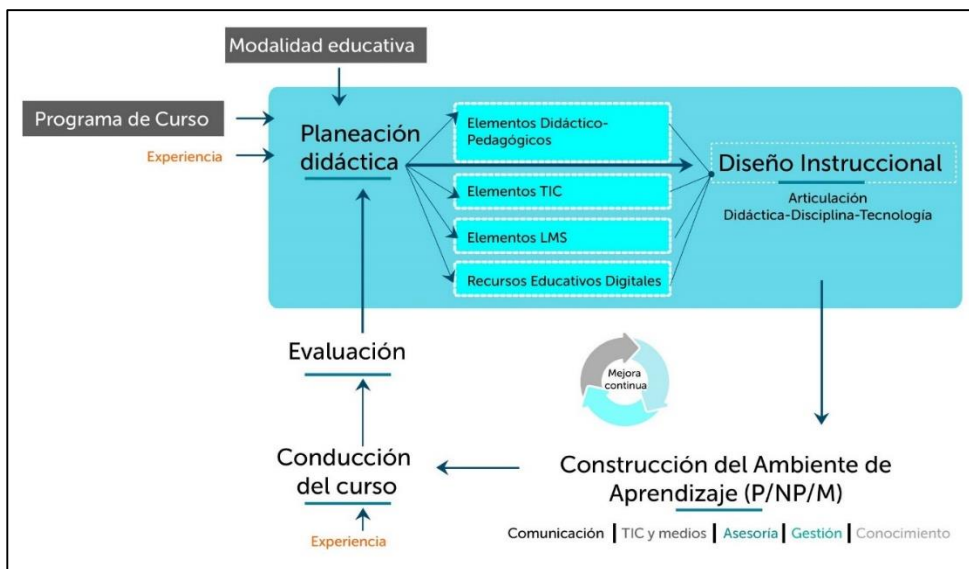 Modalidad educativa
Programa de Curso
Experiencia
Planeación
didáctica
Elementos Didáctico-
Pedagógicos
Elementos TIC
Elementos LMS
Recursos Educativos Digitales
Diseño Instruccional
Articulación
Didáctica-Disciplina-Tecnología
Evaluación
Mejora
continua
Conducción
del curso
Experiencia
Construcción del Ambiente de
Aprendizaje (P/NP/M)
Comunicación | TIC y medios | Asesoría | Gestión | Conocimiento